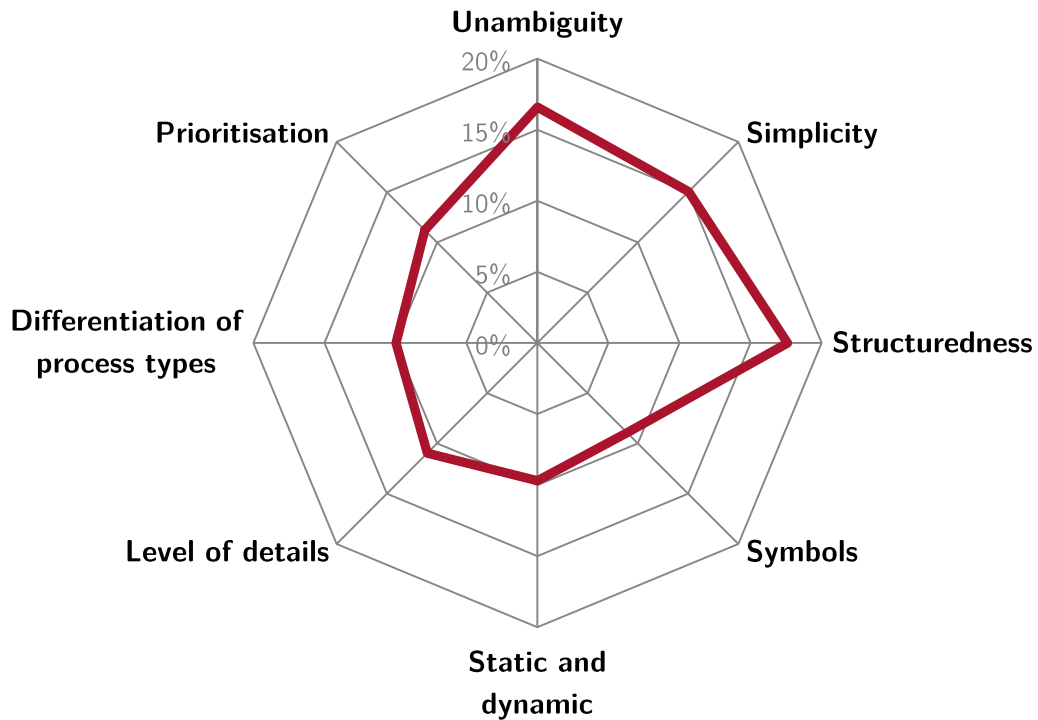 Unambiguity
20%
Prioritisation
15%
Simplicity
10%
5%
Differentiation of
process types
0%
Structuredness
Level of details
Symbols
Static and
dynamic